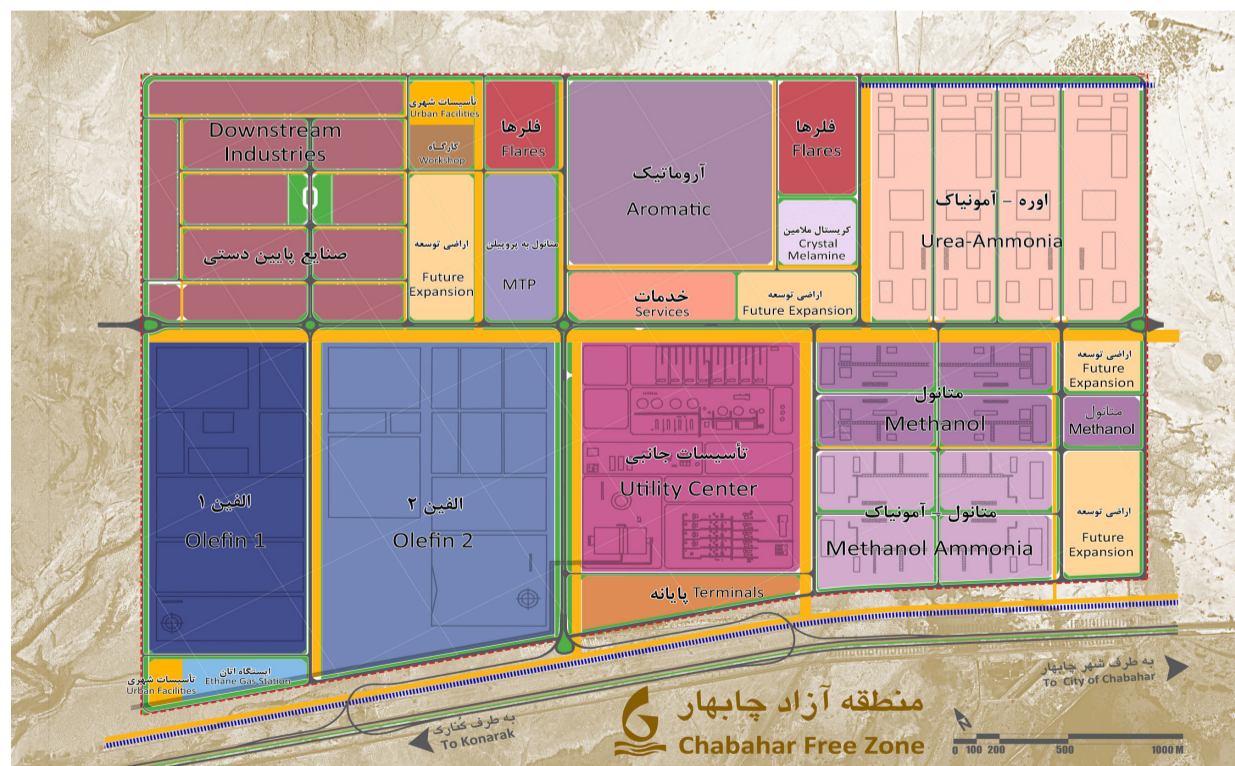 تأسیسات شهری
Urban Facilities
فلرها
Flares
کارگاه
Workshop
Downstream
Industries
صنایع پایین دستی
اراضی توسعه
Future
Expansion
متانول به پروپیلن
MTP
آروماتیک
Aromatic
فلرها
Flares
کریستال ملامین
Crystal
Melamine
خدمات
Services
اراضی توسعه
Future Expansion
اوره – آمونیاک
Urea-Ammonia
الفین ۱
Olefin 1
الفین ۲
Olefin 2
تأسیسات جانبی
Utility Center
پایانه Terminals
متانول
Methanol
متانول – آمونیاک
Methanol Ammonia
اراضی توسعه
Future
Expansion
متانول
Methanol
اراضی توسعه
Future
Expansion
تأسیسات شهری
Urban Facilities
ایستگاه اتان
Ethane Gas Station
به طرف کنارک
To Konarak
به طرف شهر چابهار
To City of Chabahar
منطقه آزاد چابهار
Chabahar Free Zone
N
0 100 200 500 1000 M